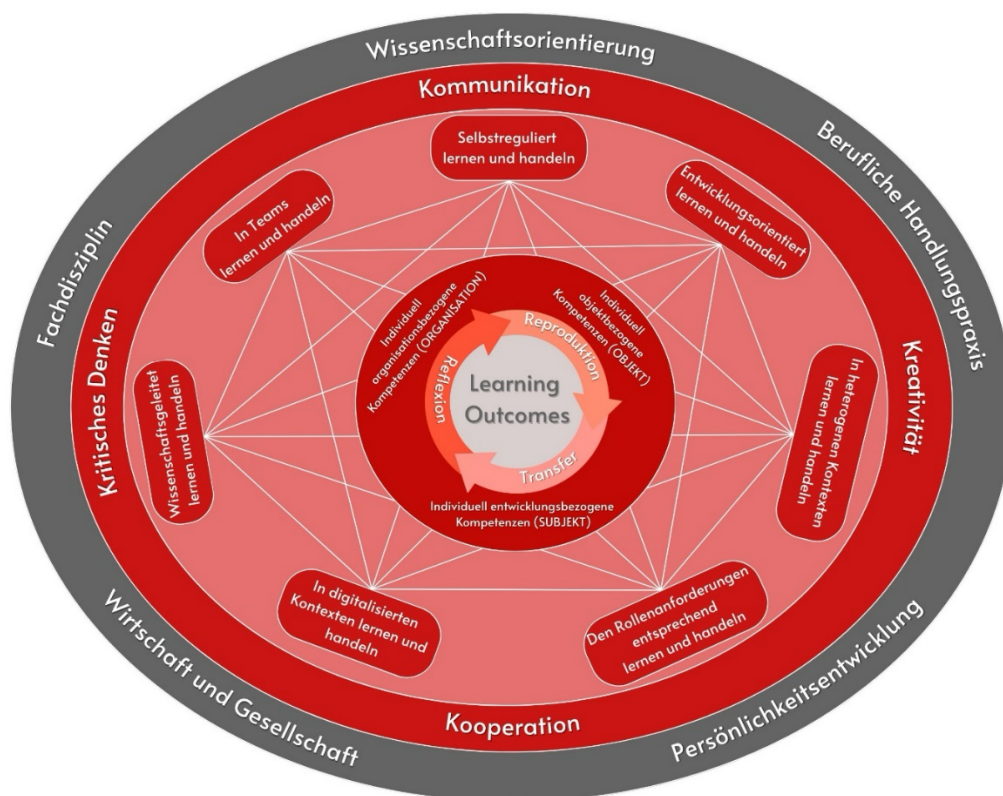 Wissenschaftsorientierung
Berufliche Handlungspraxis
Persönlichkeitsentwicklung
Wirtschaft und Gesellschaft
Fachdisziplin
Kommunikation
Kreativität
Kooperation
Kritisches Denken
Selbstreguliert
lernen und handeln
Entwicklungsorientiert
lernen und handeln
In heterogenen Kontexten
lernen und handeln
Den Rollenanforderungen
entsprechend
lernen und handeln
In digitalisierten
Kontexten lernen und
handeln
Wissenschaftsgeleitet
lernen und handeln
In Teams
lernen und handeln
Individuell
organisationsbezogene
Kompetenzen (ORGANISATION)
Individuell
objektbezogene
Kompetenzen (OBJEKT)
Individuell entwicklungsbezogene
Kompetenzen (SUBJEKT)
Reproduktion
Transfer
Reflexion
Learning
Outcomes